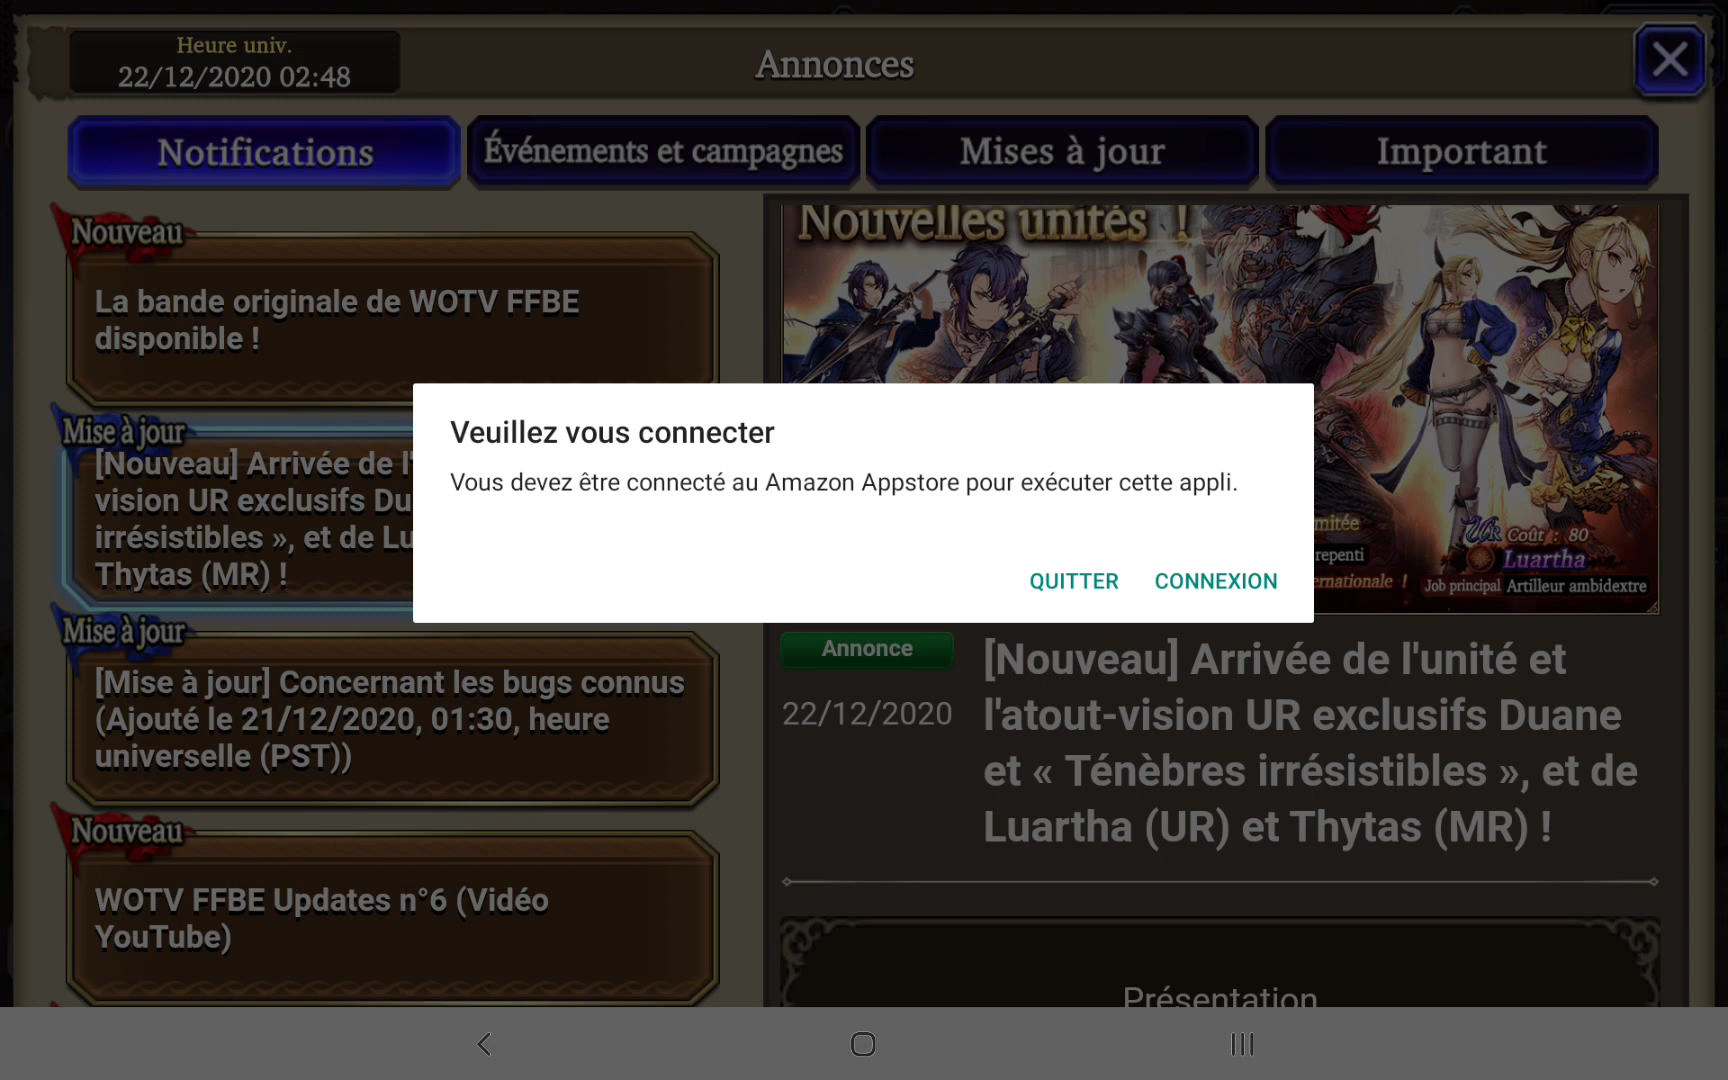 Heure univ.
22/12/2020 02:48
Annonces
Notifications
Événements et campagnes
Mises à jour
Important
Nouveau
La bande originale de WOTV FFBE
disponible !
Mise à jour
[Nouveau] Arrivée de l'
vision UR exclusifs Du
irrésistibles », et de Lu
Thytas (MR) !
Mise à jour
[Mise à jour] Concernant les bugs connus
(Ajouté le 21/12/2020, 01:30, heure
universelle (PST))
Nouveau
WOTV FFBE Updates n°6 (Vidéo
YouTube)
Nouvelles unités !
Veuillez vous connecter
Vous devez être connecté au Amazon Appstore pour exécuter cette appli.
QUITTER
CONNEXION
mitée
repenti
ernationale !
UR Coût : 80
Luartha
Job principal Artilleur ambidextre
Annonce
22/12/2020
[Nouveau] Arrivée de l'unité et
l'atout-vision UR exclusifs Duane
et « Ténèbres irrésistibles », et de
Luartha (UR) et Thytas (MR) !
Présentation